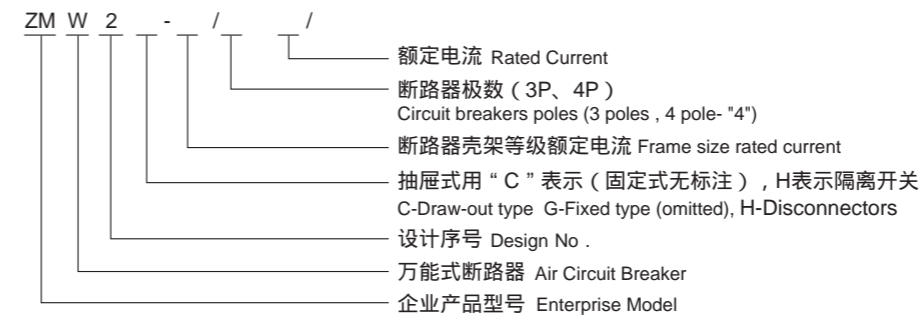 ZM W 2 - / /
额定电流 Rated Current
断路器极数（3P、4P）
Circuit breakers poles (3 poles , 4 pole- "4")
断路器壳架等级额定电流 Frame size rated current
抽屉式用“C”表示（固定式无标注）, H表示隔离开关
C-Draw-out type G-Fixed type (omitted), H-Disconnectors
设计序号 Design No .
万能式断路器 Air Circuit Breaker
企业产品型号 Enterprise Model